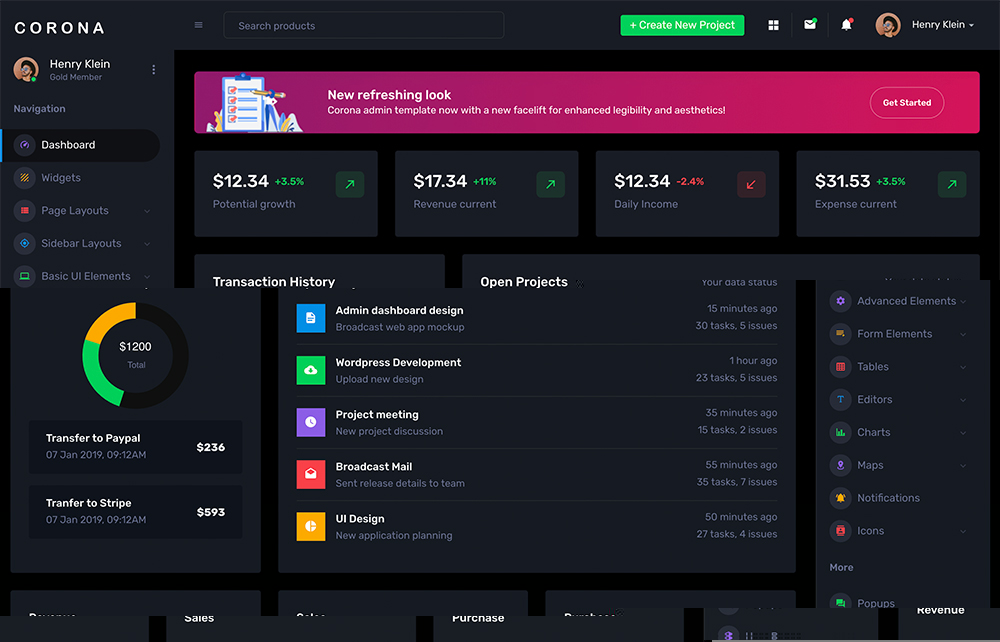 CORONA
Search products
+ Create New Project
Henry Klein
Henry Klein
Gold Member
Navigation
Dashboard
Widgets
Page Layouts
Sidebar Layouts
Basic UI Elements
New refreshing look
Corona admin template now with a new facelift for enhanced legibility and aesthetics!
Get Started
$12.34 +3.5%
Potential growth
$17.34 +11%
Revenue current
$12.34 -2.4%
Daily Income
$31.53 +3.5%
Expense current
Transaction History
$1200
Total
Transfer to Paypal
07 Jan 2019, 09:12AM
$236
Tranfer to Stripe
07 Jan 2019, 09:12AM
$593
Open Projects
Your data status
Admin dashboard design
Broadcast web app mockup
15 minutes ago
30 tasks, 5 issues
Wordpress Development
Upload new design
1 hour ago
23 tasks, 5 issues
Project meeting
New project discussion
35 minutes ago
15 tasks, 2 issues
Broadcast Mail
Sent release details to team
55 minutes ago
35 tasks, 7 issues
UI Design
New application planning
50 minutes ago
27 tasks, 4 issues
Advanced Elements
Form Elements
Tables
Editors
Charts
Maps
Notifications
Icons
More
Popups
Revenue
Sales
Sales
Purchase
Purchase
Revenue